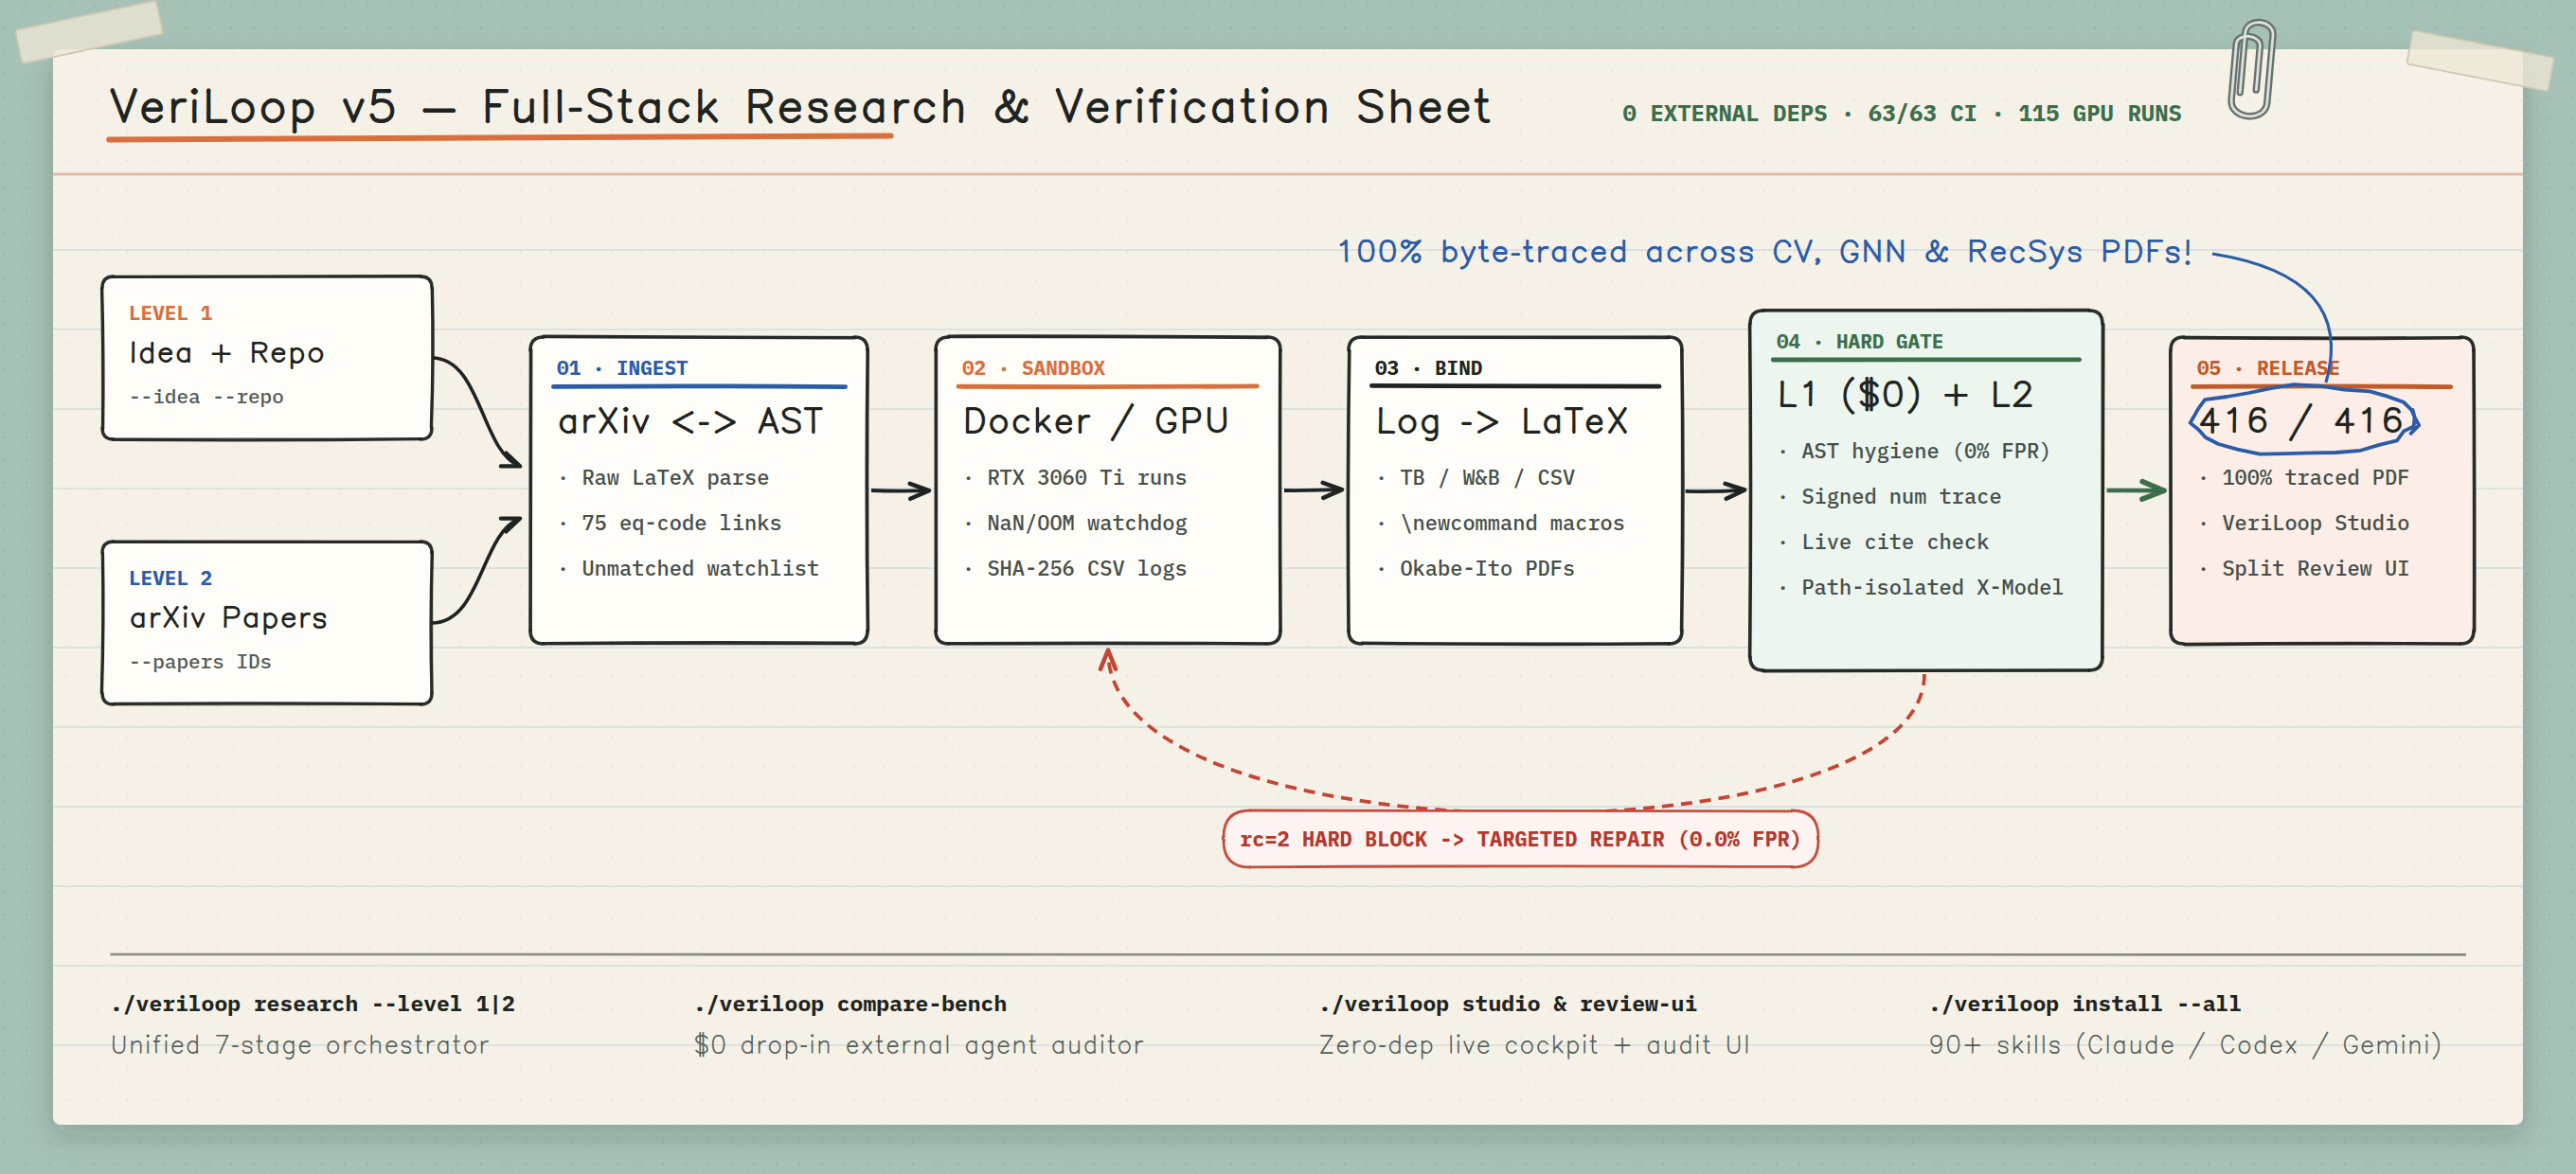 VeriLoop v5 — Full-Stack Research & Verification Sheet
0 EXTERNAL DEPS · 63/63 CI · 115 GPU RUNS
100% byte-traced across CV, GNN & RecSys PDFs!
LEVEL 1
Idea + Repo
--idea --repo
LEVEL 2
arXiv Papers
--papers IDs
01 · INGEST
arXiv <-> AST
· Raw LaTeX parse
· 75 eq-code links
· Unmatched watchlist
02 · SANDBOX
Docker / GPU
· RTX 3060 Ti runs
· NaN/OOM watchdog
· SHA-256 CSV logs
03 · BIND
Log -> LaTeX
· TB / W&B / CSV
· \newcommand macros
· Okabe-Ito PDFs
04 · HARD GATE
L1 ($0) + L2
· AST hygiene (0% FPR)
· Signed num trace
· Live cite check
· Path-isolated X-Model
05 · RELEASE
416 / 416
· 100% traced PDF
· VeriLoop Studio
· Split Review UI
rc=2 HARD BLOCK -> TARGETED REPAIR (0.0% FPR)
./veriloop research --level 1|2
Unified 7-stage orchestrator
./veriloop compare-bench
$0 drop-in external agent auditor
./veriloop studio & review-ui
Zero-dep live cockpit + audit UI
./veriloop install --all
90+ skills (Claude / Codex / Gemini)